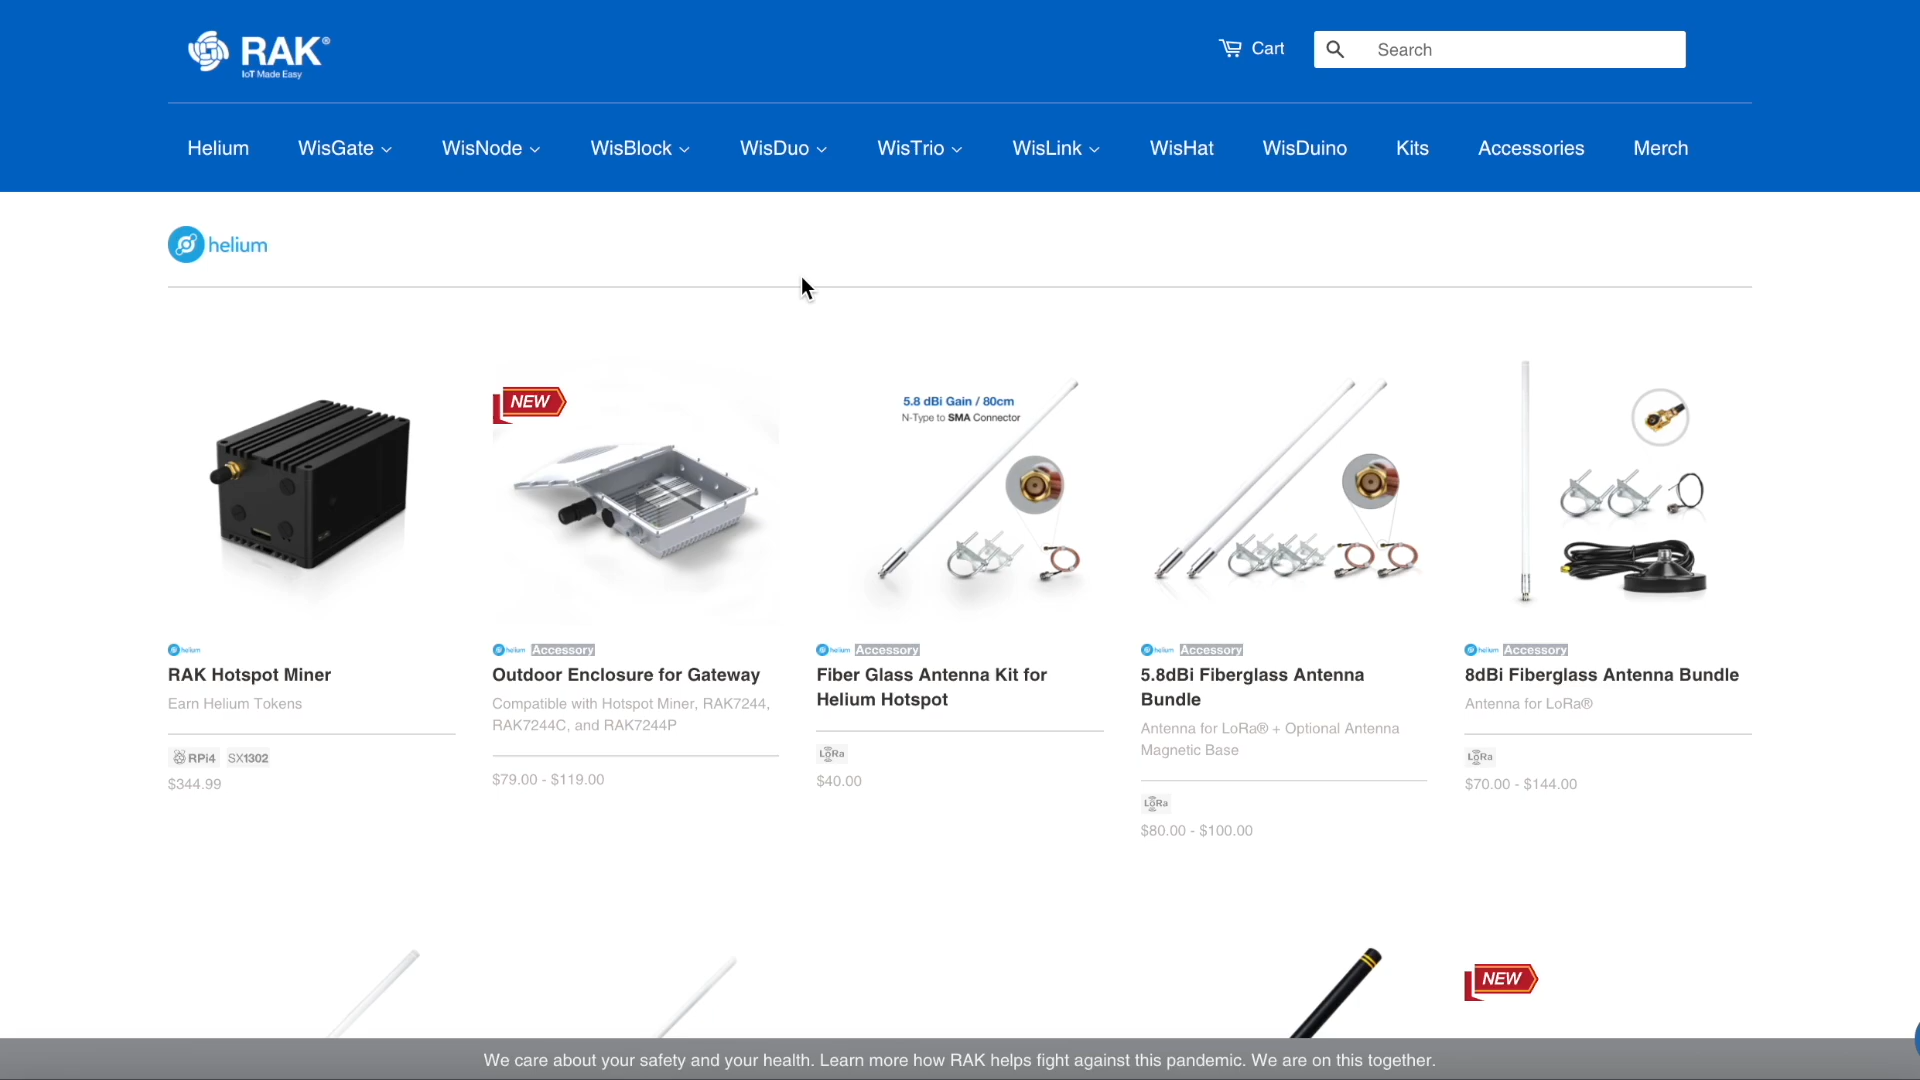 RAK®
IoT Made Easy
Cart
Search
Helium
WisGate
WisNode
WisBlock
WisDuo
WisTrio
WisLink
WisHat
WisDuino
Kits
Accessories
Merch
helium
NEW
5.8 dBi Gain / 80cm
N-Type to SMA Connector
helium
RAK Hotspot Miner
Earn Helium Tokens
RPi4 SX1302
$344.99
helium Accessory
Outdoor Enclosure for Gateway
Compatible with Hotspot Miner, RAK7244,
RAK7244C, and RAK7244P
$79.00 - $119.00
helium Accessory
Fiber Glass Antenna Kit for
Helium Hotspot
LoRa
$40.00
helium Accessory
5.8dBi Fiberglass Antenna
Bundle
Antenna for LoRa® + Optional Antenna
Magnetic Base
LoRa
$80.00 - $100.00
helium Accessory
8dBi Fiberglass Antenna Bundle
Antenna for LoRa®
LoRa
$70.00 - $144.00
NEW
We care about your safety and your health. Learn more how RAK helps fight against this pandemic. We are on this together.